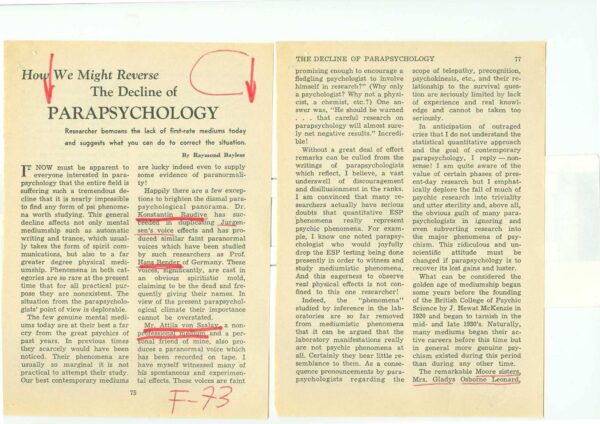 How We Might Reverse
The Decline of
PARAPSYCHOLOGY
Researcher bemoans the lack of first-rate mediums today
and suggests what you can do to correct the situation.
By Raymond Bayless
IT NOW must be apparent to
everyone interested in para-
psychology that the entire field is
suffering such a tremendous de-
cline that it is nearly impossible
to find any form of phenome-
na worth studying. This general
decline affects not only mental
mediumship such as automatic
writing and trance, which usual-
ly takes the form of spirit com-
munications, but also to a far
greater degree physical medi-
umship. Phenomena in both cat-
egories are so rare at the present
time that for all practical purpose
they are nonexistent. The
situation from the parapsycholo-
gists' point of view is deplorable.
The few genuine mental medi-
ums today are at their best a far
cry from the great psychics of
past years. In previous times
they scarcely would have been
noticed. Their phenomena are
usually so marginal it is not
practical to attempt their study.
Our best contemporary mediums
are lucky indeed even to supply
some evidence of paranormali-
ty!
Happily there are a few excep-
tions to brighten the dismal para-
psychological panorama. Dr.
Konstantin Raudive has suc-
ceeded in duplicating Jurgen-
sen's voice effects and has pro-
duced similar faint paranormal
voices which have been studied
by such researchers as Prof.
Hans Bender of Germany. These
voices, significantly, are cast in
an obvious spiritistic mold,
claiming to be the dead and fre-
quently giving their names. In
view of the present parapsychol-
ogical climate their importance
cannot be overstated.
Mr. Attila von Szalay, a non-
professional medium and a per-
sonal friend of mine, also pro-
duces a paranormal voice which
has been recorded on tape. I
have myself witnessed many of
his spontaneous and experimen-
tal effects. These voices are faint
75
F-73
THE DECLINE OF PARAPSYCHOLOGY 77
promising enough to encourage a
fledgling psychologist to involve
himself in research?" (Why only
a psychologist? Why not a physi-
cist, a chemist, etc.?) One an-
swer was, "He should be warned
. . . that careful research on
parapsychology will almost sure-
ly net negative results." Incredi-
ble!
Without a great deal of effort
remarks can be culled from the
writings of parapsychologists
which reflect, I believe, a vast
underswell of discouragement
and disillusionment in the ranks.
I am convinced that many re-
searchers actually have serious
doubts that quantitative ESP
phenomena really represent
psychic phenomena. For exam-
ple, I know one noted parapsy-
chologist who would joyfully
drop the ESP testing being done
presently in order to witness and
study mediumistic phenomena.
And this eagerness to observe
real physical effects is not con-
fined to this one researcher.
Indeed, the "phenomena"
studied by inference in the lab-
oratories are so far removed
from mediumistic phenomena
that it can be argued that the
laboratory manifestations really
are not psychic phenomena at
all. Certainly they bear little re-
semblance to them. As a conse-
quence pronouncements by para-
psychologists regarding the
scope of telepathy, precognition,
psychokinesis, etc., and their re-
lationship to the survival ques-
tion are seriously limited by lack
of experience and real knowl-
edge and cannot be taken too
seriously.
In anticipation of outraged
cries that I do not understand the
statistical quantitative approach
and the goal of contemporary
parapsychology, I reply — non-
sense! I am quite aware of the
value of certain phases of pres-
ent-day research but I emphat-
ically deplore the fall of much of
psychic research into triviality
and utter sterility and, above all,
the obvious guilt of many para-
psychologists in ignoring and
even subverting research into
the major phenomena of psy-
chism. This ridiculous and un-
scientific attitude must be
changed if parapsychology is to
recover its lost gains and luster.
What can be considered the
golden age of mediumship began
some years before the founding
of the British College of Psychic
Science by J. Hewat McKenzie in
1920 and began to tarnish in the
mid- and late 1930's. Naturally,
many mediums began their ac-
tive careers before this time but
in general more genuine psy-
chism existed during this period
than during any other time.
The remarkable Moore sisters,
Mrs. Gladys Osborne Leonard,